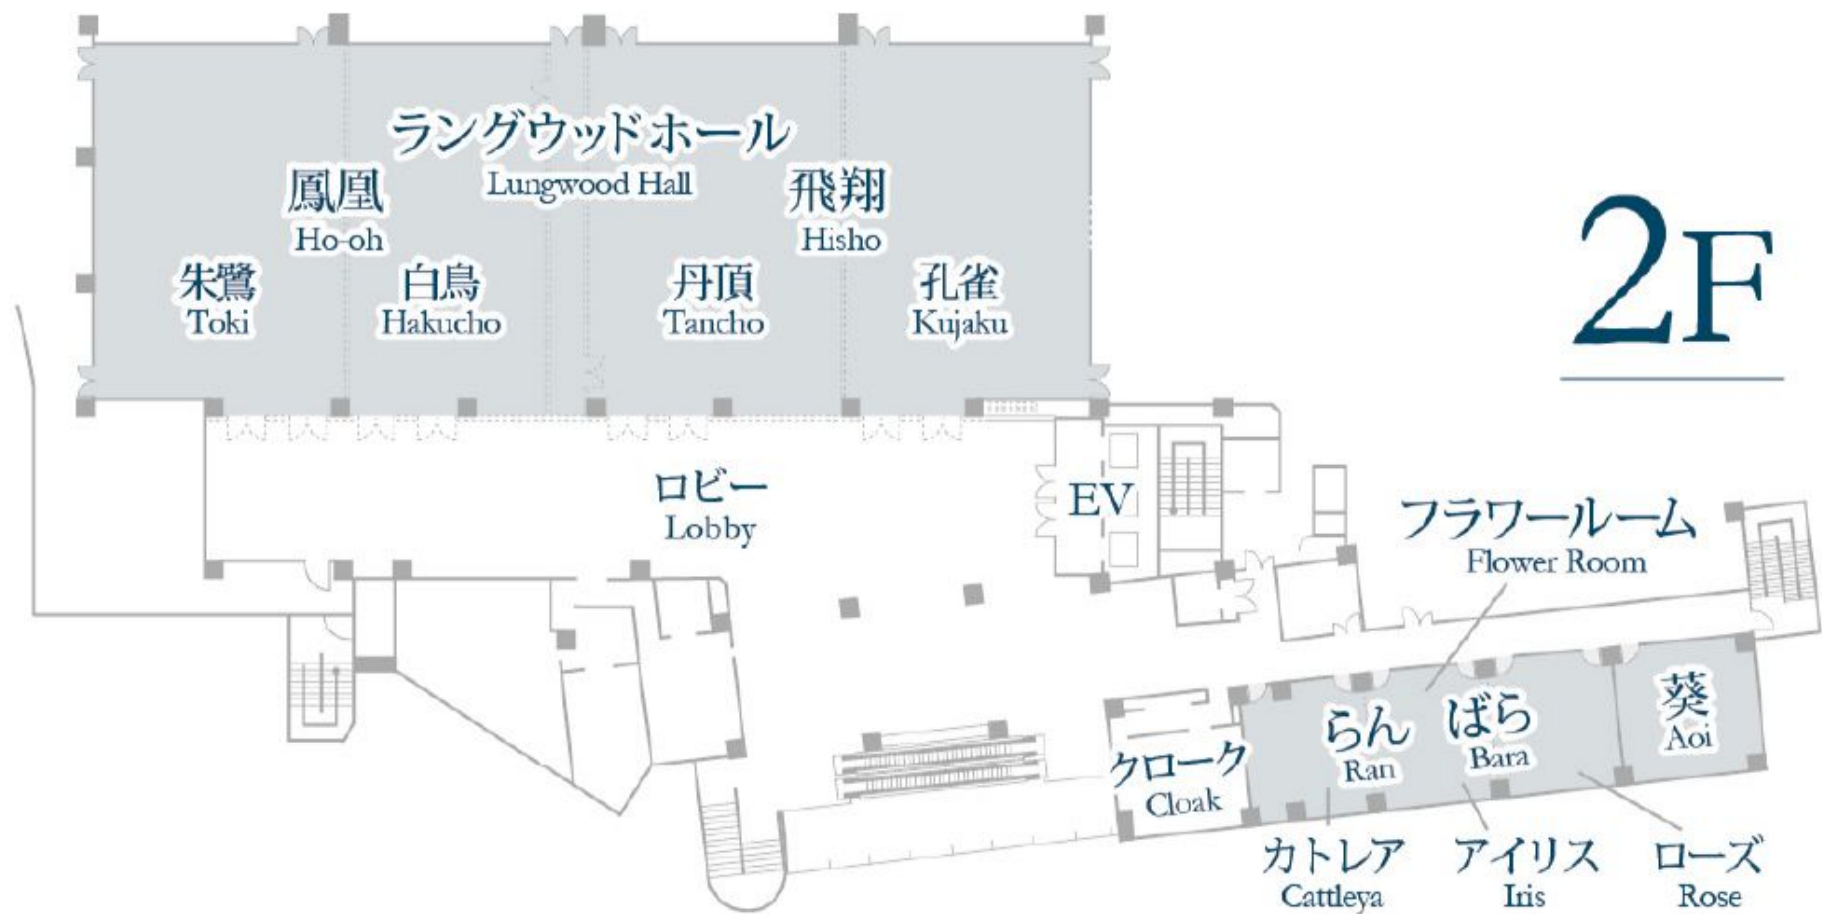 ラングウッドホール
Lungwood Hall
鳳凰
Ho-oh
飛翔
Hisho
朱鷺
Toki
白鳥
Hakucho
丹頂
Tancho
孔雀
Kujaku
2F
ロビー
Lobby
EV
フラワールーム
Flower Room
らん
Ran
ばら
Bara
葵
Aoi
クローク
Cloak
カトレア
Cattleya
アイリス
Iris
ローズ
Rose